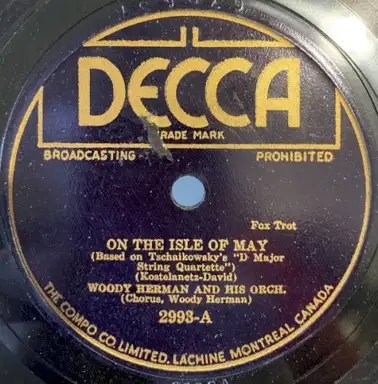 DECCA
TRADE MARK
BROADCASTING PROHIBITED
Fox Trot
ON THE ISLE OF MAY
(Based on Tschaikowsky's "D Major
String Quartette")
(Kostelanetz-David)
WOODY HERMAN AND HIS ORCH.
(Chorus, Woody Herman)
2993-A
THE COMPO CO. LIMITED. LACHINE MONTREAL CANADA